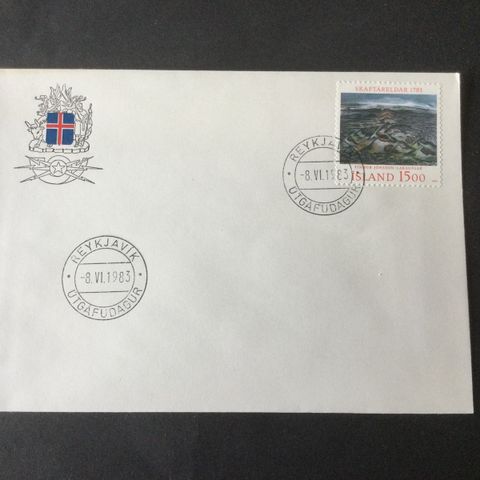 SKAFTÁRELDAR 1783
ÍSLAND 1500
REYKJAVÍK
-8.VI.1983
ÚTGÁFUDAGUR
REYKJAVÍK
-8.VI.1983
ÚTGÁFUDAGUR